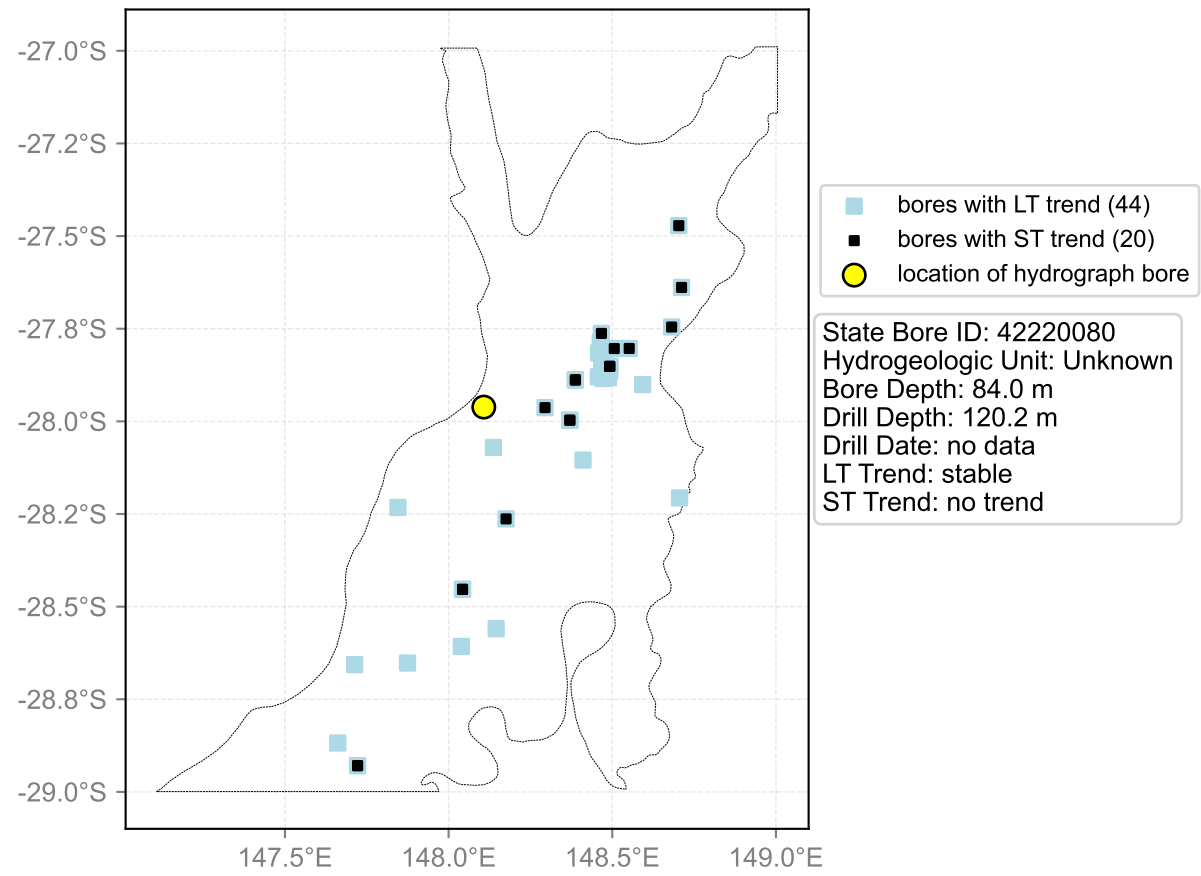 -27.0°S
-27.2°S
-27.5°S
-27.8°S
-28.0°S
-28.2°S
-28.5°S
-28.8°S
-29.0°S
147.5°E
148.0°E
148.5°E
149.0°E
bores with LT trend (44)
bores with ST trend (20)
location of hydrograph bore
State Bore ID: 42220080
Hydrogeologic Unit: Unknown
Bore Depth: 84.0 m
Drill Depth: 120.2 m
Drill Date: no data
LT Trend: stable
ST Trend: no trend